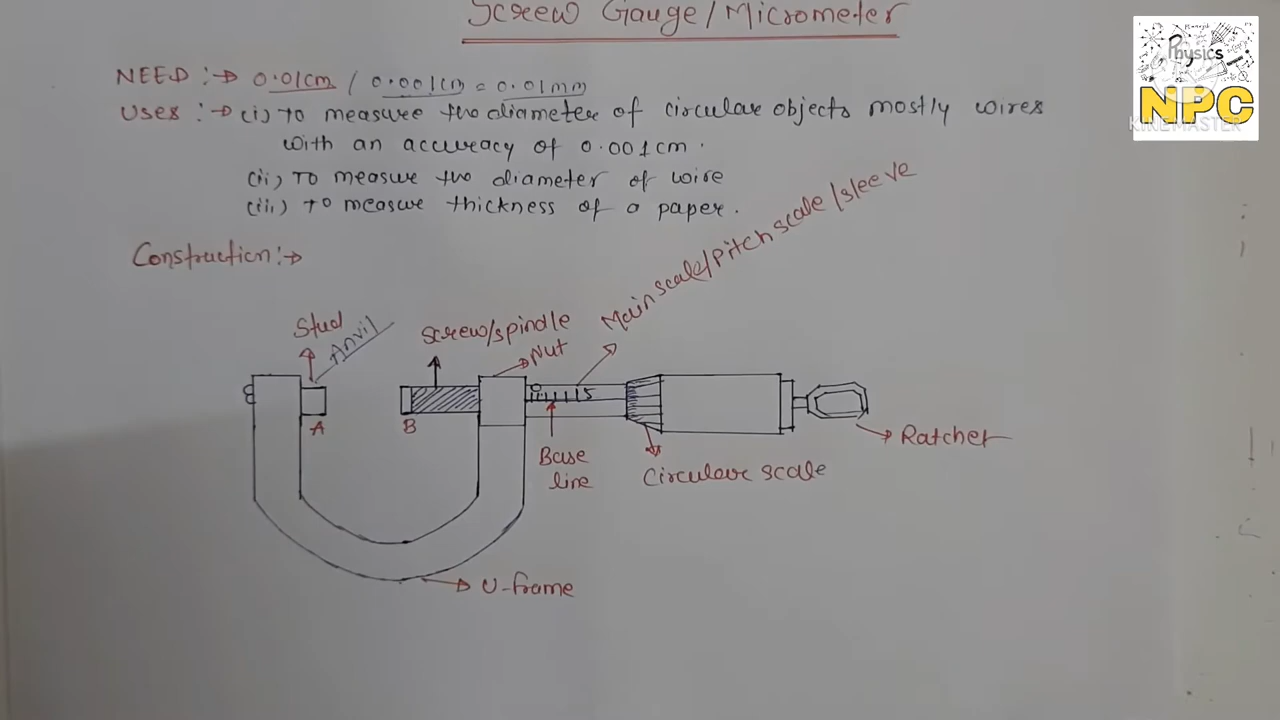 Screw Gauge/Micrometer
Physics
NPC
KINEMASTER
NEED :→ 0.01cm / 0.001cm = 0.01mm
Uses :→ (i) To measure the diameter of circular objects mostly wires
with an accuracy of 0.001cm.
(ii) To measure the diameter of wire
(iii) To measure thickness of a paper.
Construction:→
Main scale/Pitch scale/sleeve
Stud
Anvil
Screw/spindle
Nut
0
5
A
B
Ratchet
Base
line
Circular scale
U-frame